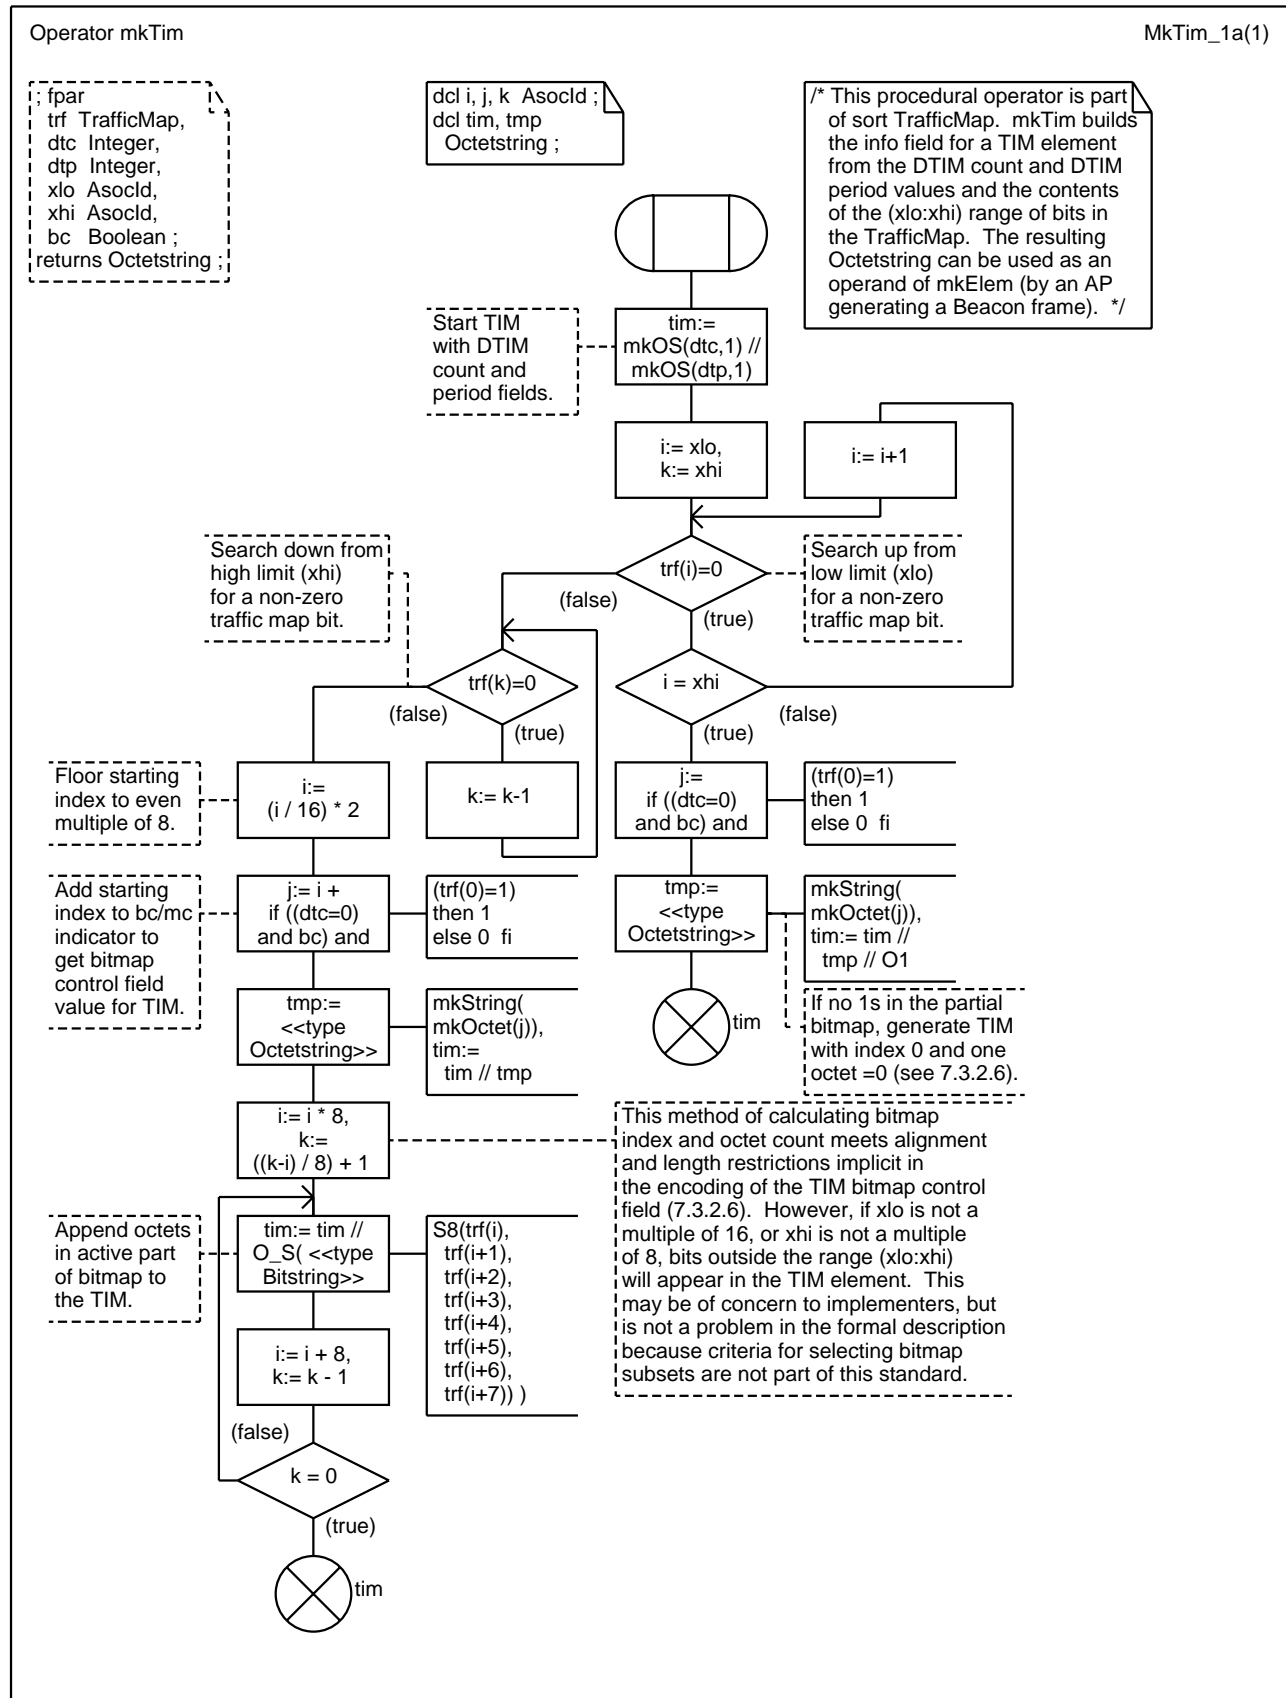 Operator mkTim
MkTim_1a(1)
; fpar
trf TrafficMap,
dtc Integer,
dtp Integer,
xlo AsocId,
xhi AsocId,
bc Boolean ;
returns Octetstring ;
dcl i, j, k AsocId ;
dcl tim, tmp
Octetstring ;
/* This procedural operator is part
of sort TrafficMap. mkTim builds
the info field for a TIM element
from the DTIM count and DTIM
period values and the contents
of the (xlo:xhi) range of bits in
the TrafficMap. The resulting
Octetstring can be used as an
operand of mkElem (by an AP
generating a Beacon frame). */
Start TIM
with DTIM
count and
period fields.
tim:=
mkOS(dtc,1) //
mkOS(dtp,1)
i:= xlo,
k:= xhi
i:= i+1
Search down from
high limit (xhi)
for a non-zero
traffic map bit.
trf(i)=0
Search up from
low limit (xlo)
for a non-zero
traffic map bit.
(false)
(true)
trf(k)=0
i = xhi
(false)
(true)
(false)
(true)
Floor starting
index to even
multiple of 8.
i:=
(i / 16) * 2
k:= k-1
j:=
if ((dtc=0)
and bc) and
(trf(0)=1)
then 1
else 0 fi
Add starting
index to bc/mc
indicator to
get bitmap
control field
value for TIM.
j:= i +
if ((dtc=0)
and bc) and
(trf(0)=1)
then 1
else 0 fi
tmp:=
<<type
Octetstring>>
mkString(
mkOctet(j)),
tim:= tim //
tmp // O1
tmp:=
<<type
Octetstring>>
mkString(
mkOctet(j)),
tim:=
tim // tmp
tim
If no 1s in the partial
bitmap, generate TIM
with index 0 and one
octet =0 (see 7.3.2.6).
i:= i * 8,
k:=
((k-i) / 8) + 1
This method of calculating bitmap
index and octet count meets alignment
and length restrictions implicit in
the encoding of the TIM bitmap control
field (7.3.2.6). However, if xlo is not a
multiple of 16, or xhi is not a multiple
of 8, bits outside the range (xlo:xhi)
will appear in the TIM element. This
may be of concern to implementers, but
is not a problem in the formal description
because criteria for selecting bitmap
subsets are not part of this standard.
Append octets
in active part
of bitmap to
the TIM.
tim:= tim //
O_S( <<type
Bitstring>>
S8(trf(i),
trf(i+1),
trf(i+2),
trf(i+3),
trf(i+4),
trf(i+5),
trf(i+6),
trf(i+7)) )
i:= i + 8,
k:= k - 1
(false)
k = 0
(true)
tim